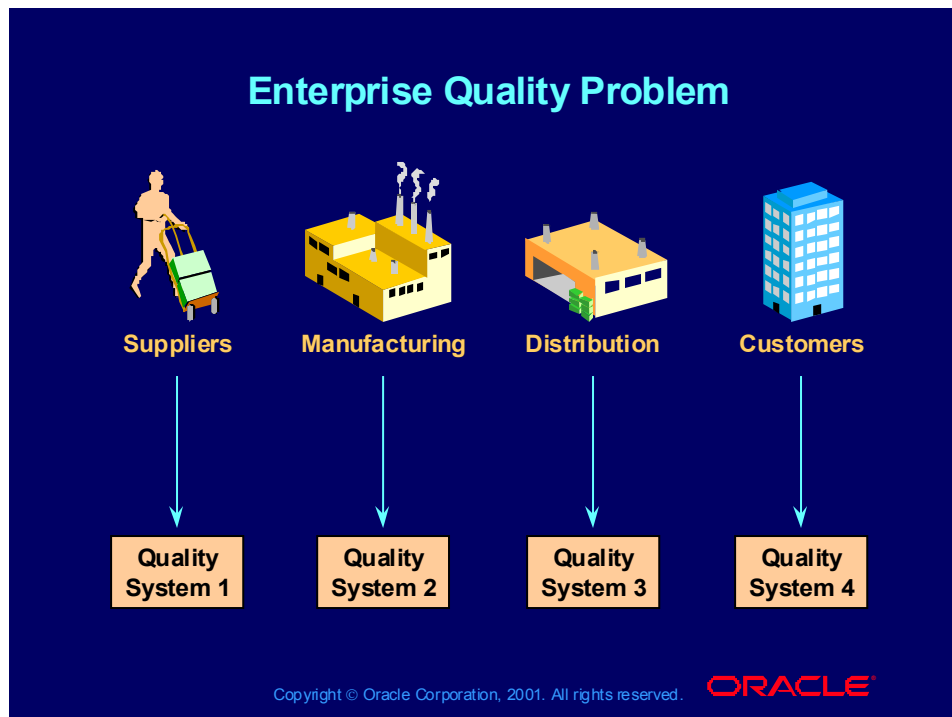 Enterprise Quality Problem
Suppliers
Manufacturing
Distribution
Customers
Quality
System 1
Quality
System 2
Quality
System 3
Quality
System 4
Copyright © Oracle Corporation, 2001. All rights reserved.
ORACLE®